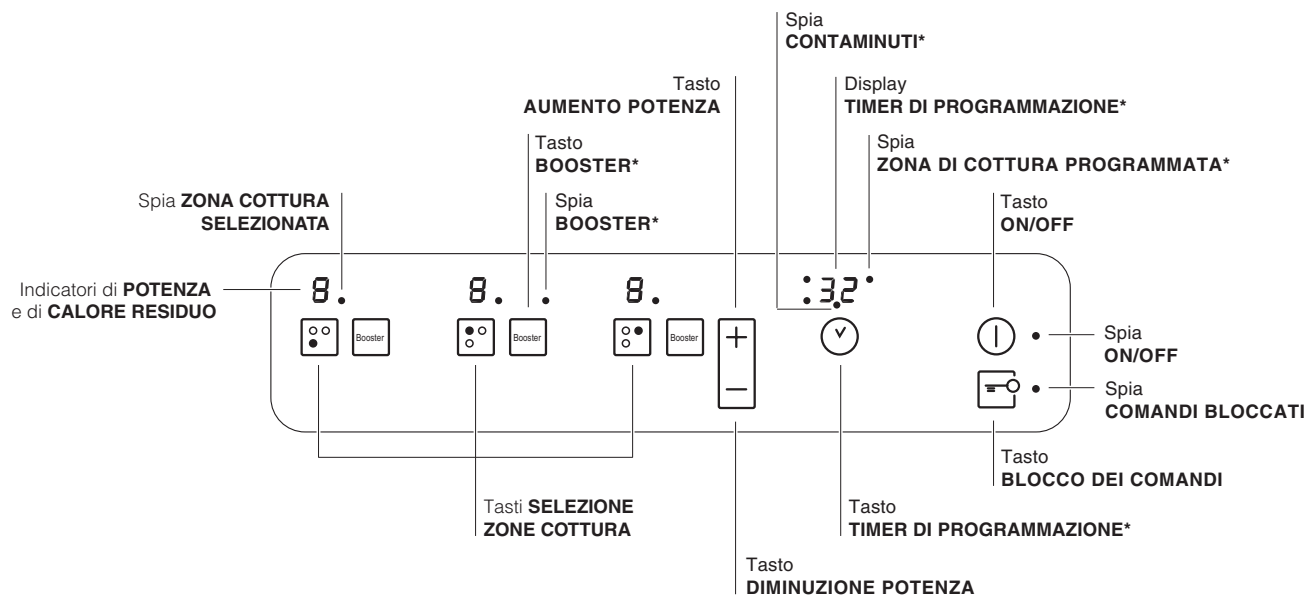 Spia
CONTAMINUTI*
Tasto
AUMENTO POTENZA
Display
TIMER DI PROGRAMMAZIONE*
Tasto
BOOSTER*
Spia
ZONA DI COTTURA PROGRAMMATA*
Spia ZONA COTTURA
SELEZIONATA
Spia
BOOSTER*
Tasto
ON/OFF
Indicatori di POTENZA
e di CALORE RESIDUO
8.
8.
8.
32
Booster
Booster
Booster
Spia
ON/OFF
Spia
COMANDI BLOCCATI
Tasto
BLOCCO DEI COMANDI
Tasti SELEZIONE
ZONE COTTURA
Tasto
TIMER DI PROGRAMMAZIONE*
Tasto
DIMINUZIONE POTENZA